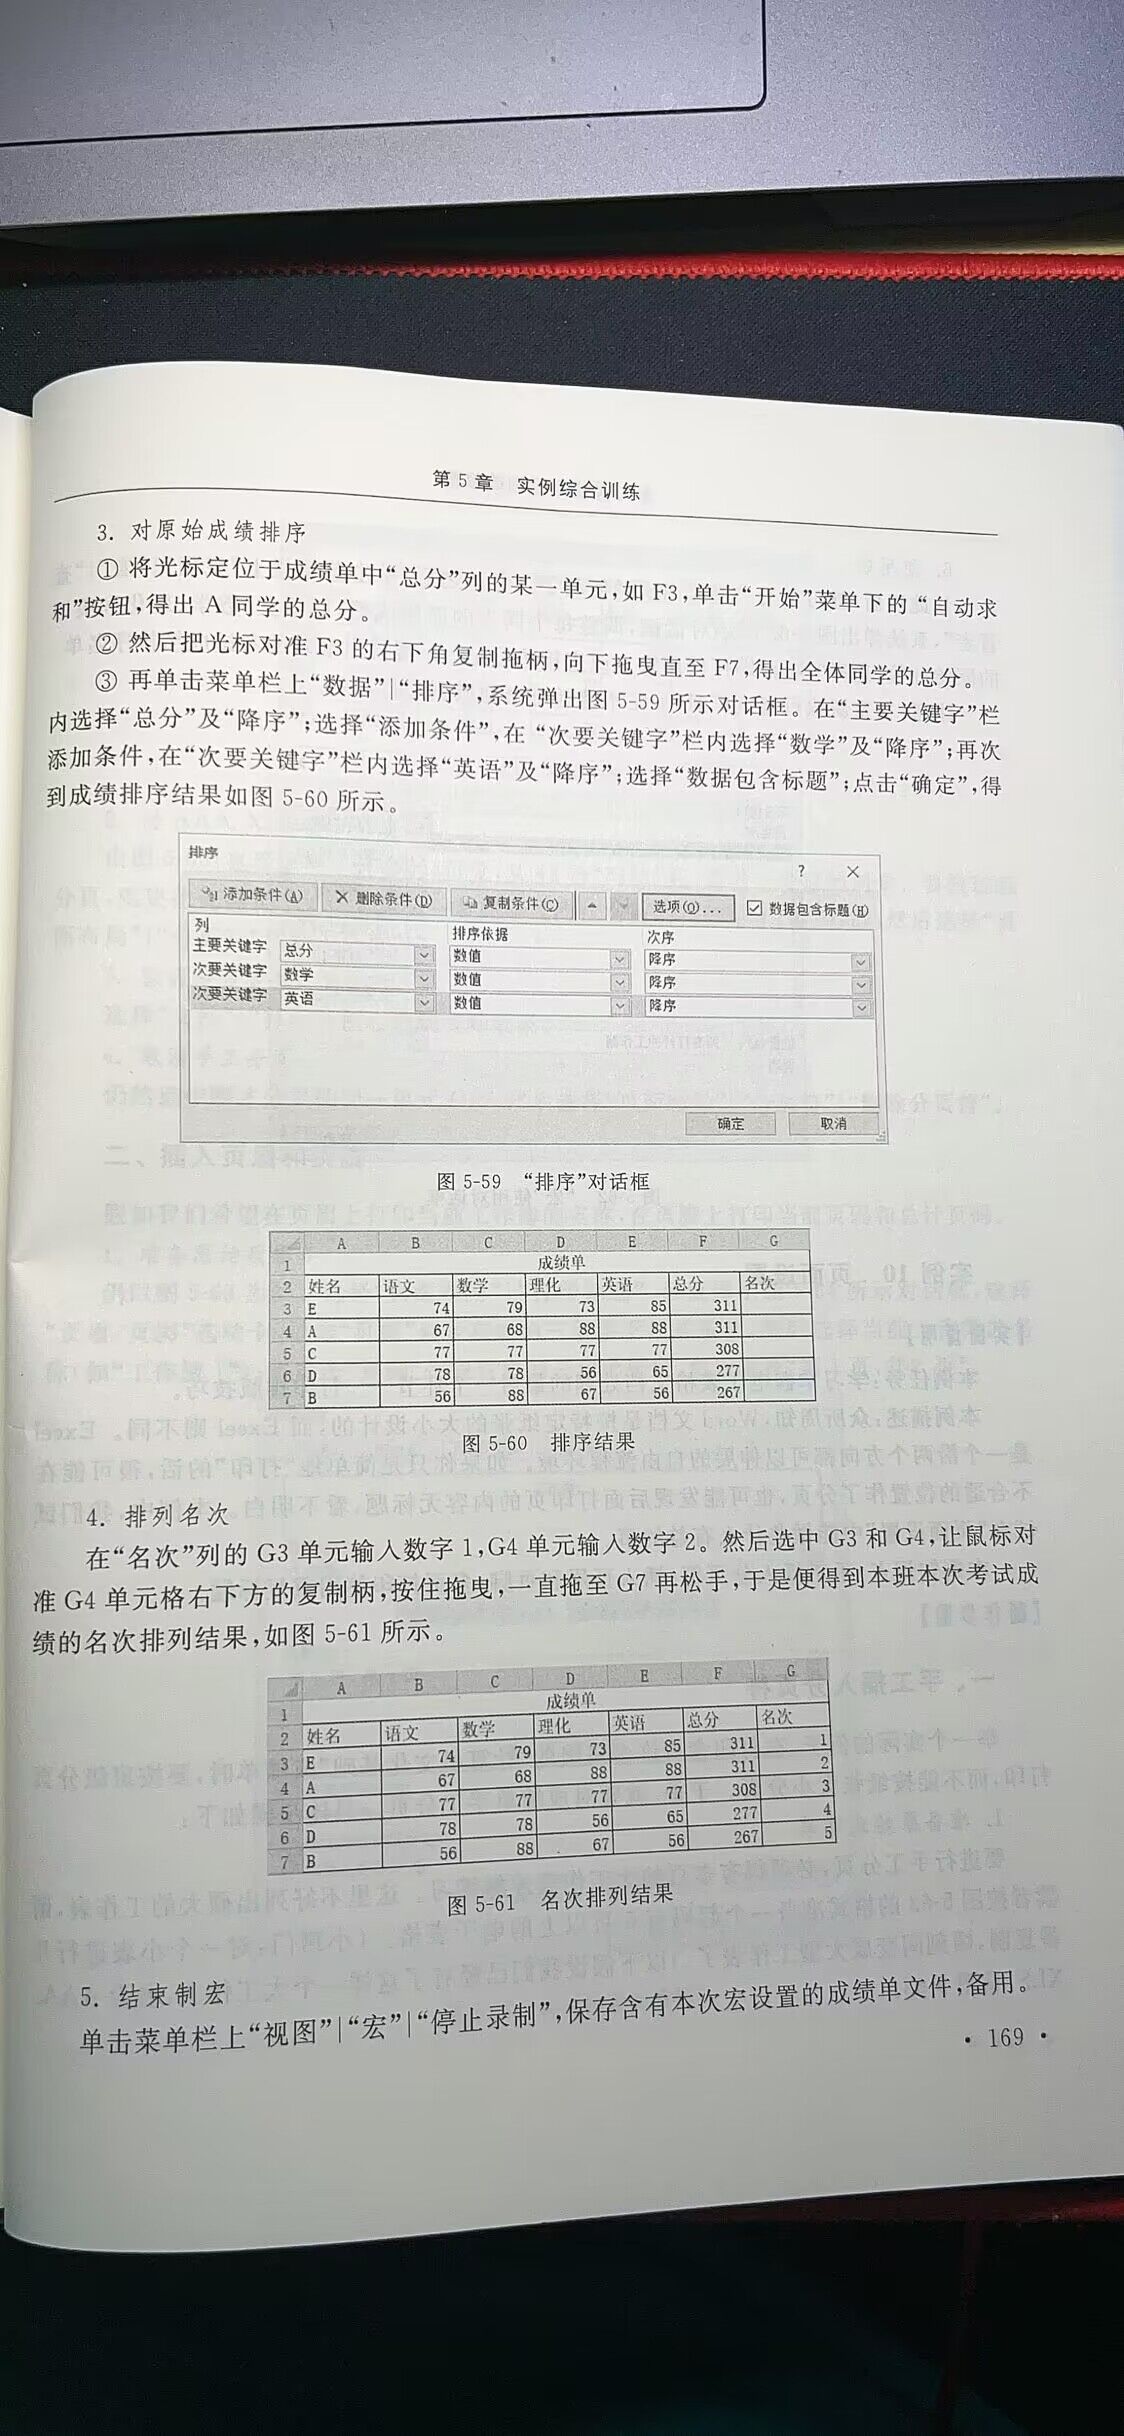 第5章　实例综合训练
3. 对原始成绩排序
① 将光标定位于成绩单中“总分”列的某一单元,如 F3,单击“开始”菜单下的 “自动求
和”按钮,得出 A 同学的总分。
② 然后把光标对准 F3 的右下角复制拖柄,向下拖曳直至 F7,得出全体同学的总分。
③ 再单击菜单栏上“数据”|“排序”,系统弹出图 5-59 所示对话框。在“主要关键字”栏
内选择“总分”及“降序”;选择“添加条件”,在 “次要关键字”栏内选择“数学”及“降序”;再次
添加条件,在“次要关键字”栏内选择“英语”及“降序”;选择“数据包含标题”;点击“确定”,得
到成绩排序结果如图 5-60 所示。
排序 ? ×
添加条件(A) 删除条件(D) 复制条件(C) 选项(O)... 数据包含标题(H)
列 排序依据 次序
主要关键字 总分 数值 降序
次要关键字 数学 数值 降序
次要关键字 英语 数值 降序
确定 取消
图 5-59　“排序”对话框
A B C D E F G
1 成绩单
2 姓名 语文 数学 理化 英语 总分 名次
3 E 74 79 73 85 311
4 A 67 68 88 88 311
5 C 77 77 77 77 308
6 D 78 78 56 65 277
7 B 56 88 67 56 267
图 5-60　排序结果
4. 排列名次
在“名次”列的 G3 单元输入数字 1,G4 单元输入数字 2。然后选中 G3 和 G4,让鼠标对
准 G4 单元格右下方的复制柄,按住拖曳,一直拖至 G7 再松手,于是便得到本班本次考试成
绩的名次排列结果,如图 5-61 所示。
A B C D E F G
1 成绩单
2 姓名 语文 数学 理化 英语 总分 名次
3 E 74 79 73 85 311 1
4 A 67 68 88 88 311 2
5 C 77 77 77 77 308 3
6 D 78 78 56 65 277 4
7 B 56 88 67 56 267 5
图 5-61　名次排列结果
5. 结束制宏
单击菜单栏上“视图”|“宏”|“停止录制”,保存含有本次宏设置的成绩单文件,备用。
· 169 ·